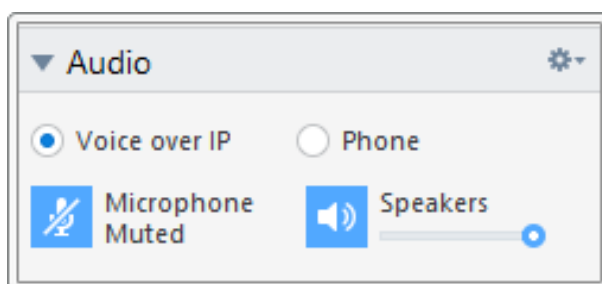 Audio
Voice over IP
Phone
Microphone
Muted
Speakers